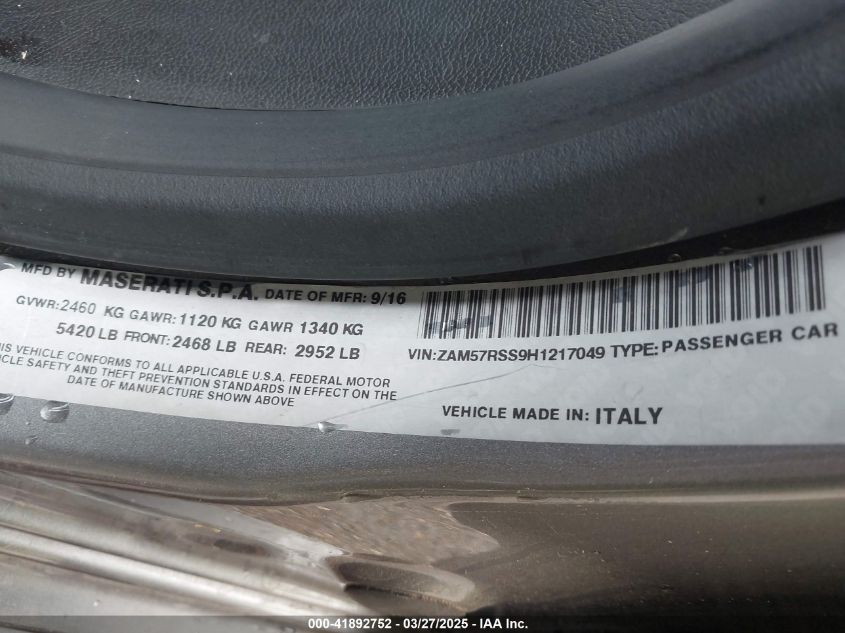 MFD BY MASERATI S.P.A. DATE OF MFR: 9/16
GVWR:2460 KG GAWR:1120 KG GAWR 1340 KG
5420 LB FRONT:2468 LB REAR: 2952 LB
THIS VEHICLE CONFORMS TO ALL APPLICABLE U.S.A. FEDERAL MOTOR
VEHICLE SAFETY AND THEFT PREVENTION STANDARDS IN EFFECT ON THE
DATE OF MANUFACTURE SHOWN ABOVE
VIN:ZAM57RSS9H1217049 TYPE:PASSENGER CAR
VEHICLE MADE IN: ITALY
000-41892752 - 03/27/2025 - IAA Inc.